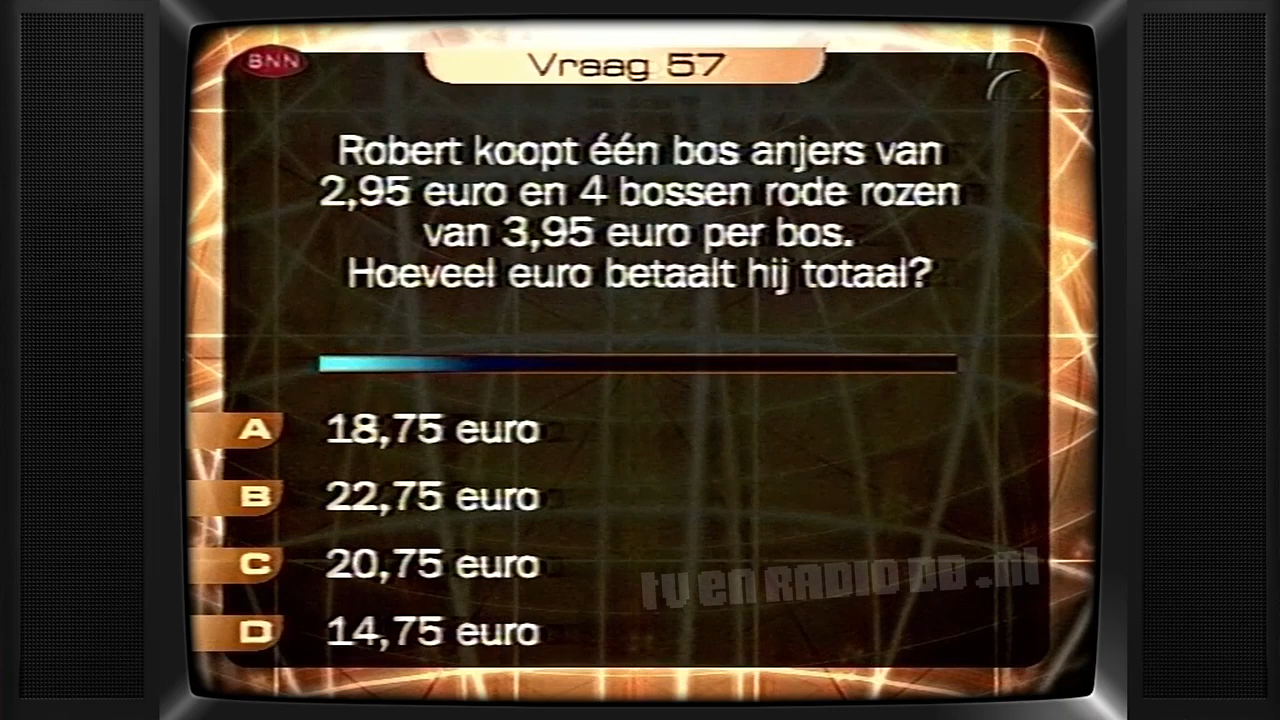 BNN
Vraag 57
Robert koopt één bos anjers van
2,95 euro en 4 bossen rode rozen
van 3,95 euro per bos.
Hoeveel euro betaalt hij totaal?
A 18,75 euro
B 22,75 euro
C 20,75 euro
D 14,75 euro
tv en RADIO DB .nl